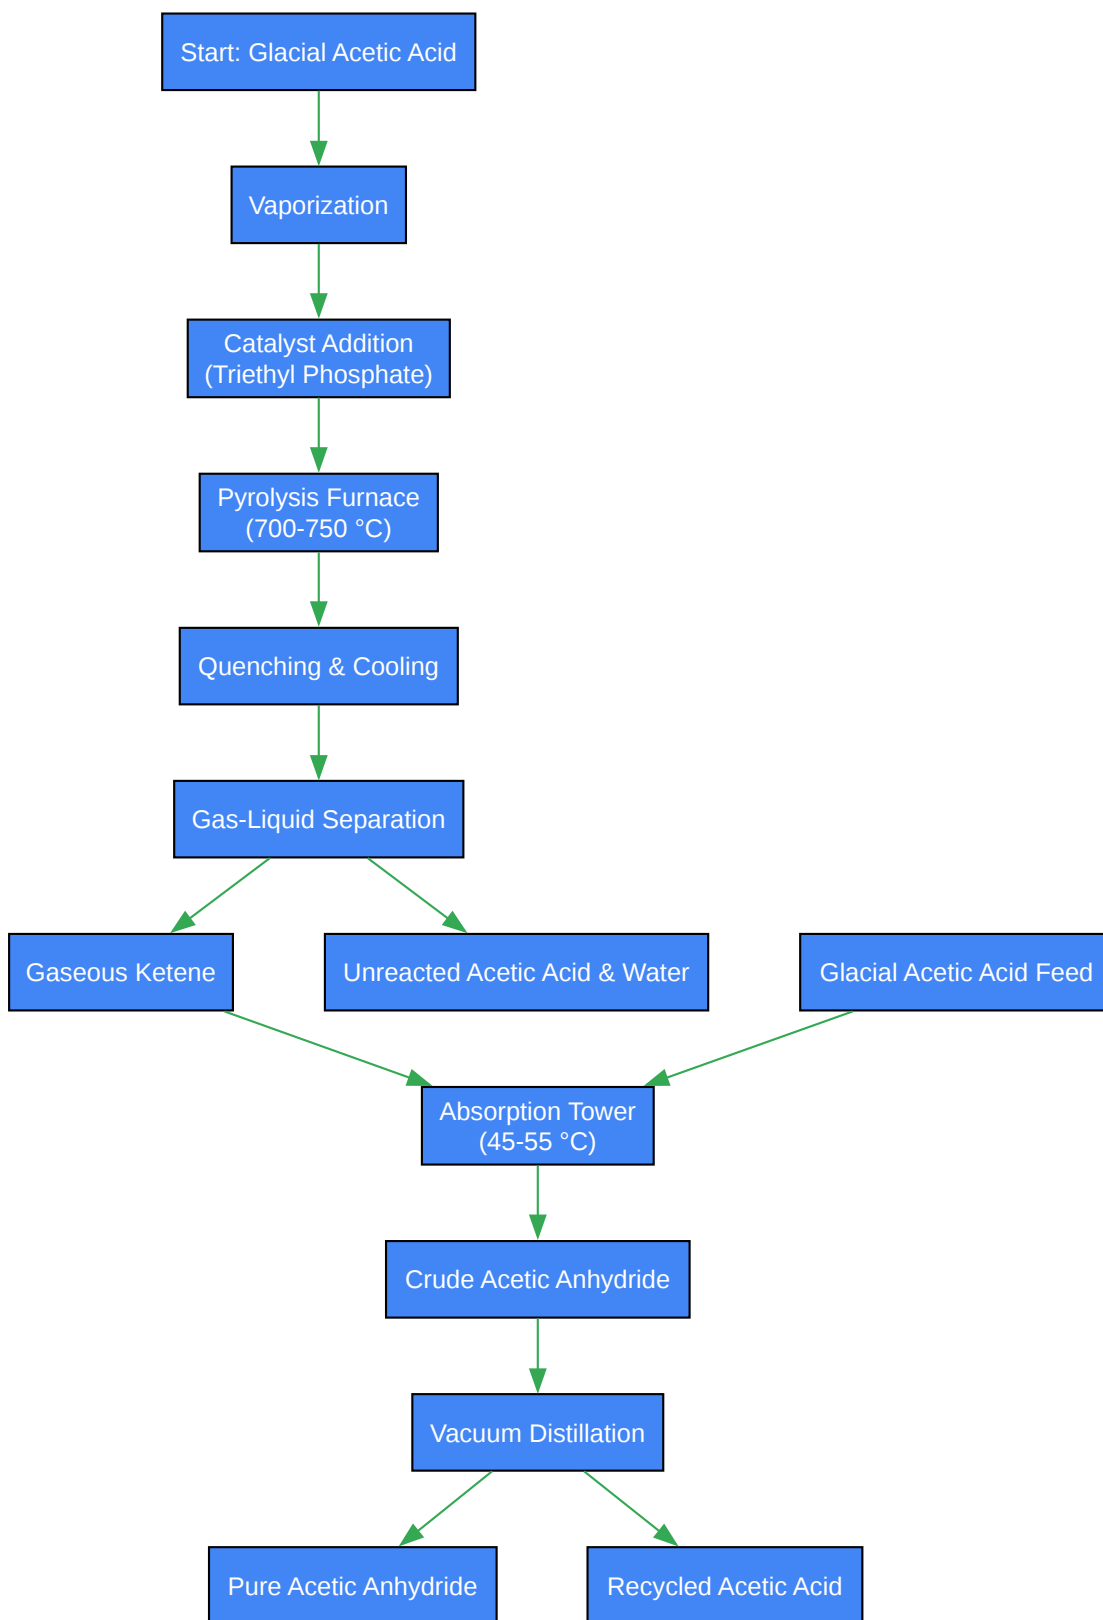 Start: Glacial Acetic Acid
Vaporization
Catalyst Addition
(Triethyl Phosphate)
Pyrolysis Furnace
(700-750 °C)
Quenching & Cooling
Gas-Liquid Separation
Gaseous Ketene
Unreacted Acetic Acid & Water
Glacial Acetic Acid Feed
Absorption Tower
(45-55 °C)
Crude Acetic Anhydride
Vacuum Distillation
Pure Acetic Anhydride
Recycled Acetic Acid